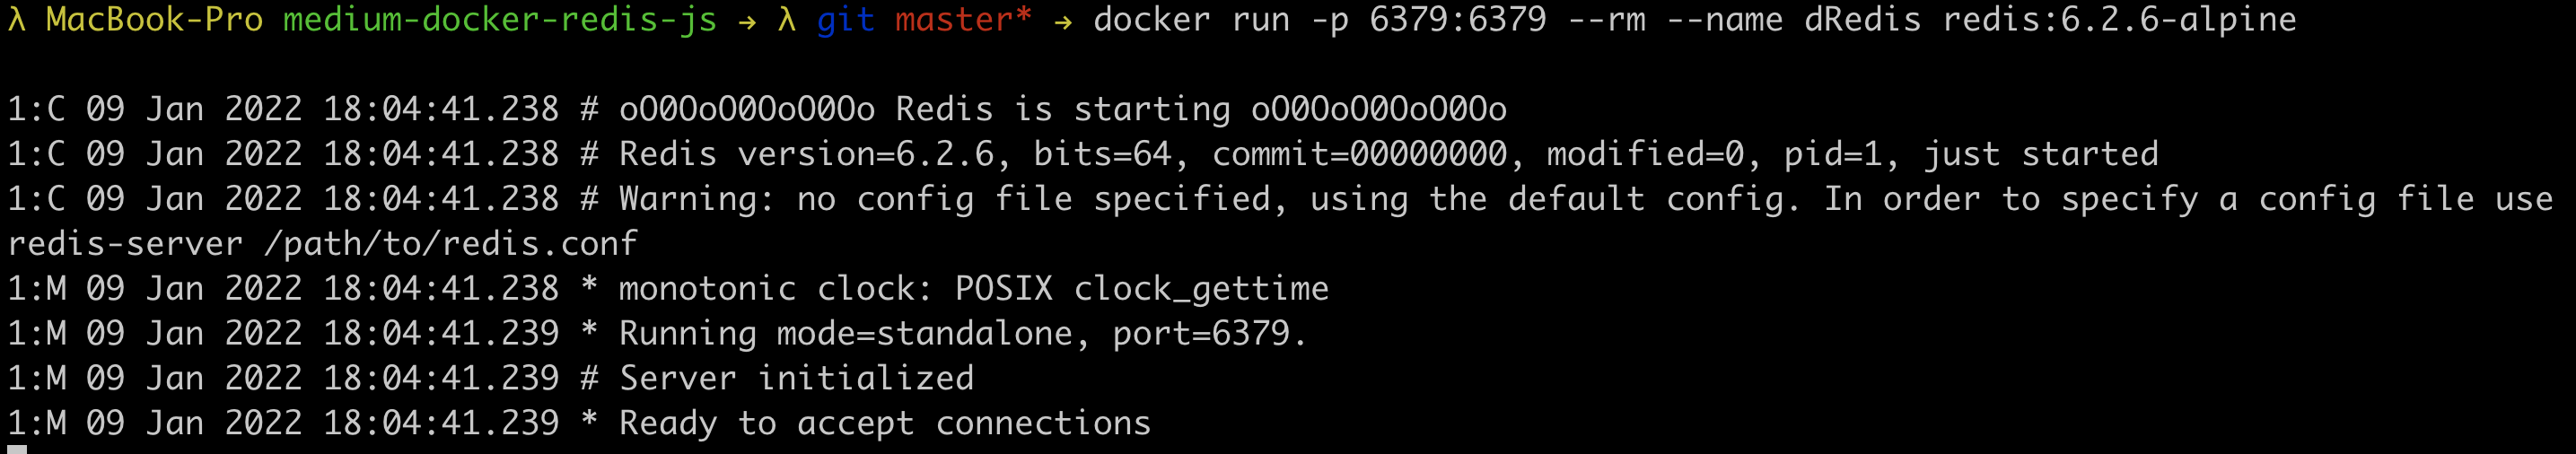 λ MacBook-Pro medium-docker-redis-js → λ git master* → docker run -p 6379:6379 --rm --name dRedis redis:6.2.6-alpine
1:C 09 Jan 2022 18:04:41.238 # oO0OoO0OoO0Oo Redis is starting oO0OoO0OoO0Oo
1:C 09 Jan 2022 18:04:41.238 # Redis version=6.2.6, bits=64, commit=00000000, modified=0, pid=1, just started
1:C 09 Jan 2022 18:04:41.238 # Warning: no config file specified, using the default config. In order to specify a config file use
redis-server /path/to/redis.conf
1:M 09 Jan 2022 18:04:41.238 * monotonic clock: POSIX clock_gettime
1:M 09 Jan 2022 18:04:41.239 * Running mode=standalone, port=6379.
1:M 09 Jan 2022 18:04:41.239 # Server initialized
1:M 09 Jan 2022 18:04:41.239 * Ready to accept connections